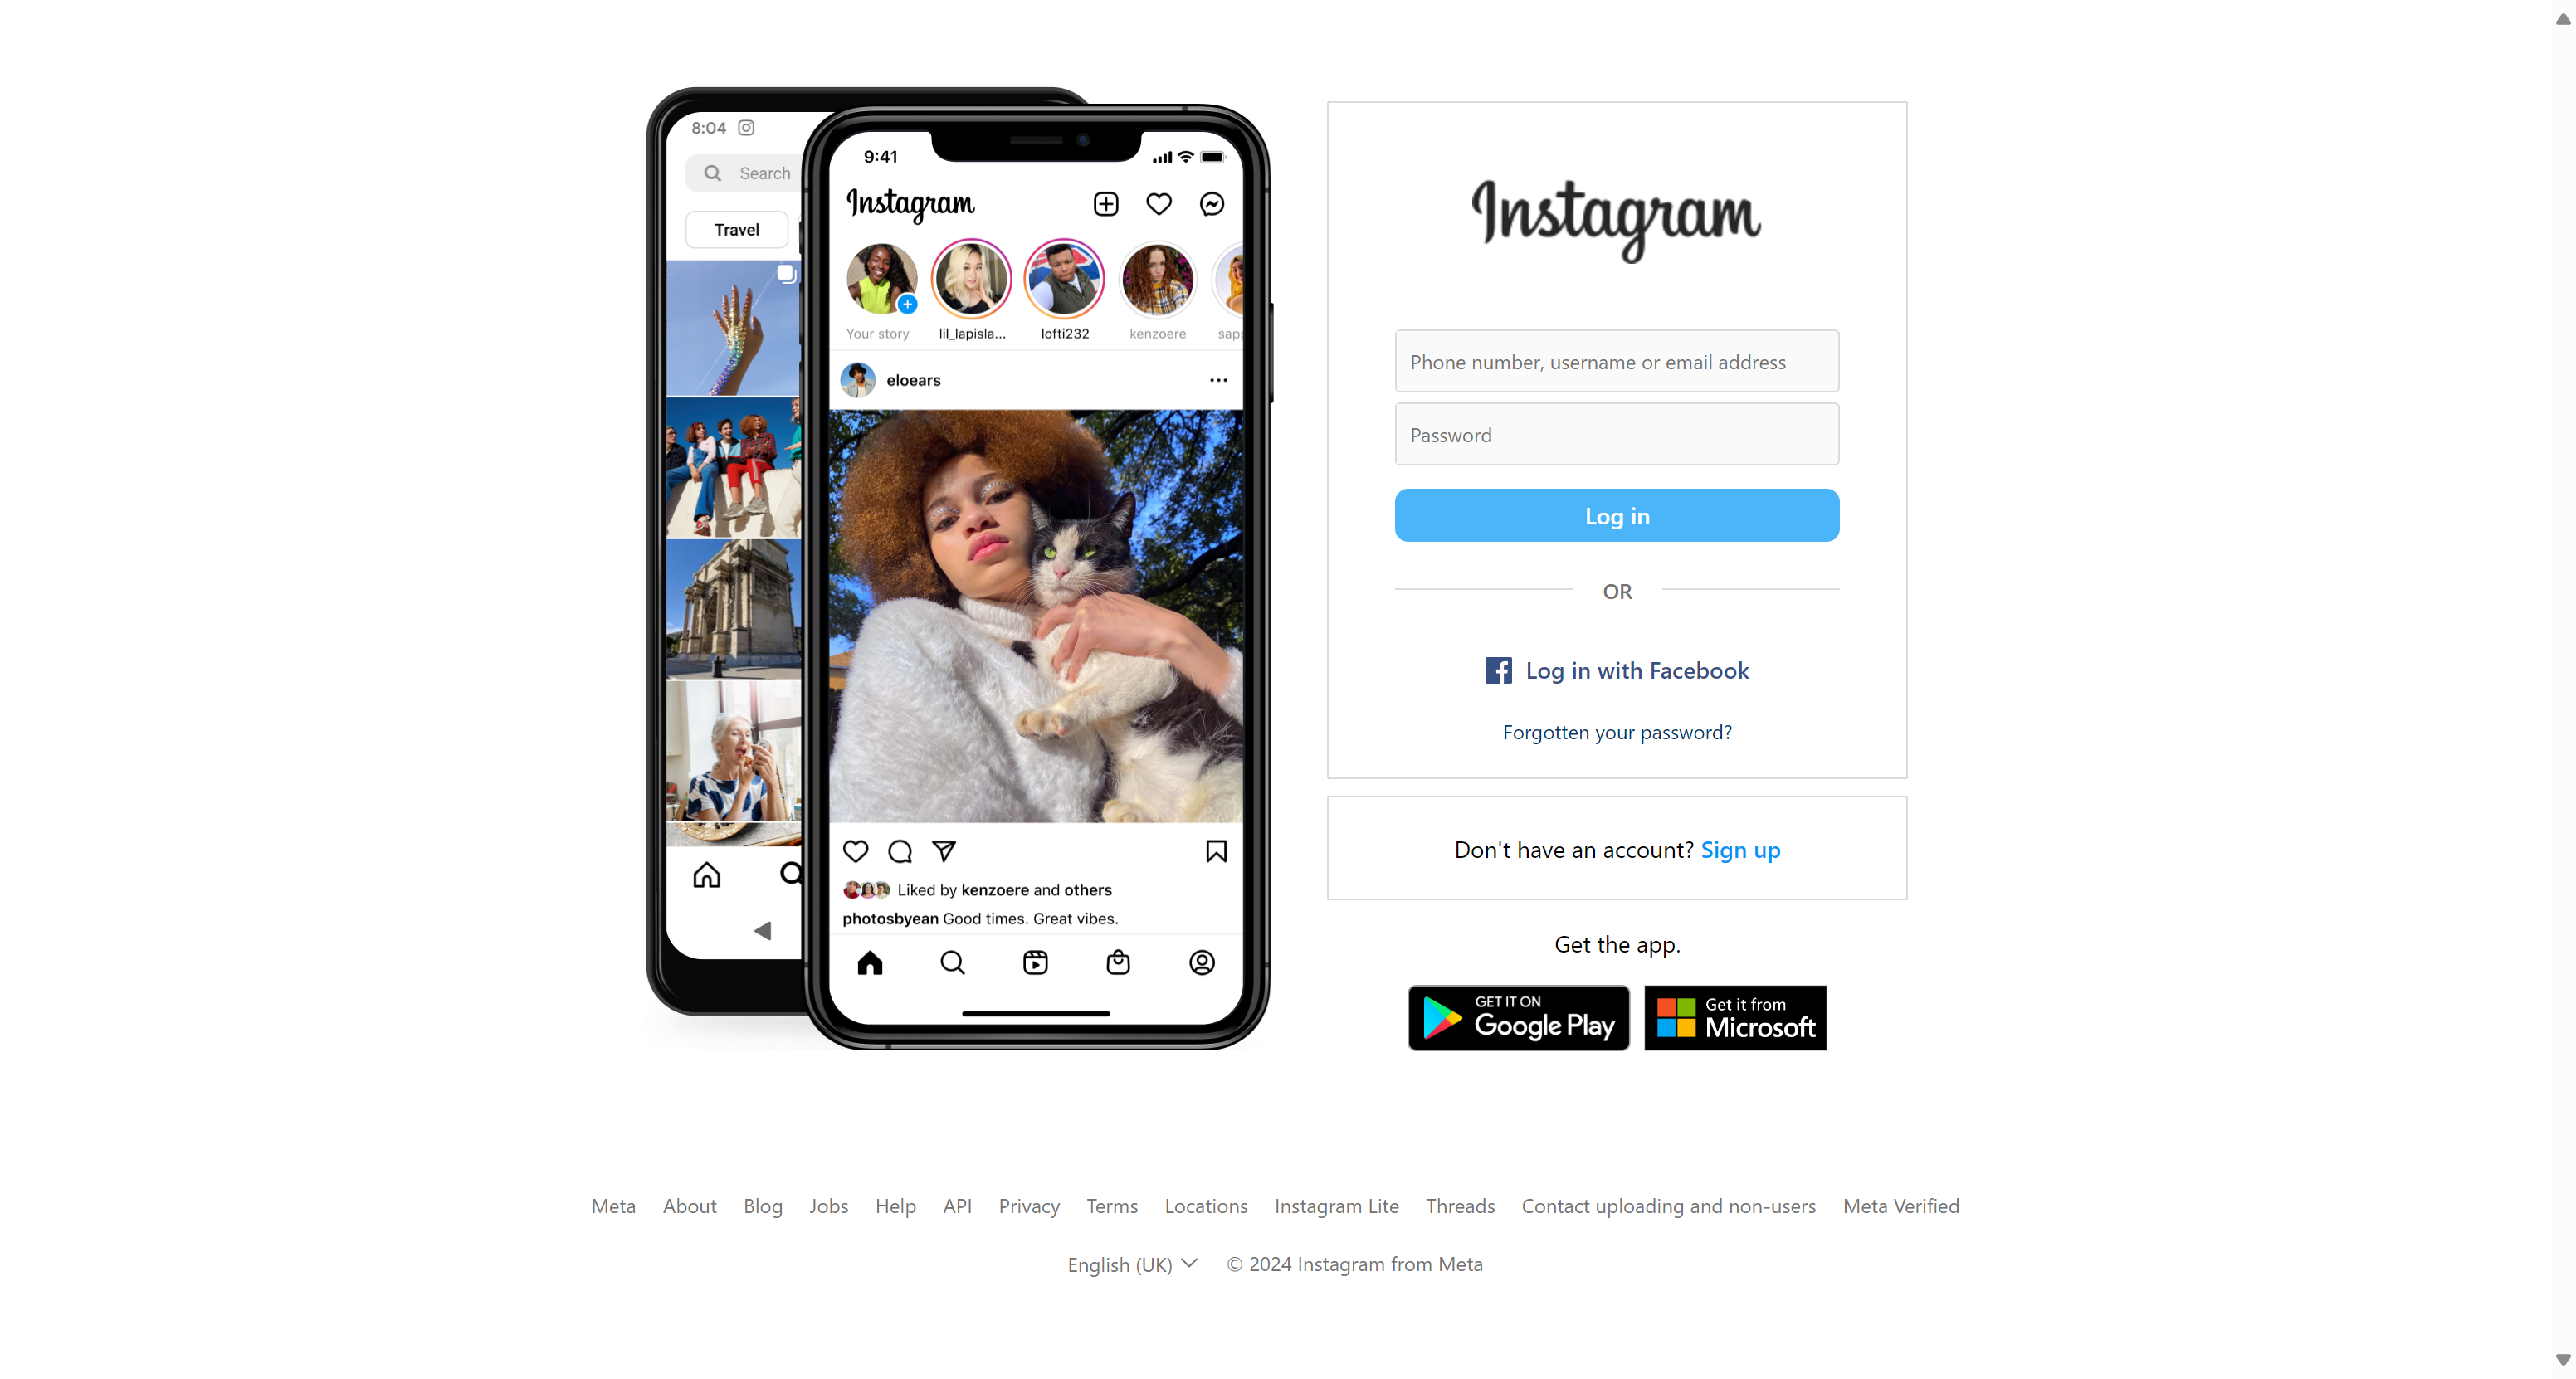 8:04
Search
Travel
9:41
Instagram
Your story
lil_lapisla...
lofti232
kenzoere
eloears
Liked by kenzoere and others
photosbyean Good times. Great vibes.
Instagram
Phone number, username or email address
Password
Log in
OR
Log in with Facebook
Forgotten your password?
Don't have an account? Sign up
Get the app.
GET IT ON
Google Play
Get it from
Microsoft
Meta About Blog Jobs Help API Privacy Terms Locations Instagram Lite Threads Contact uploading and non-users Meta Verified
English (UK) © 2024 Instagram from Meta